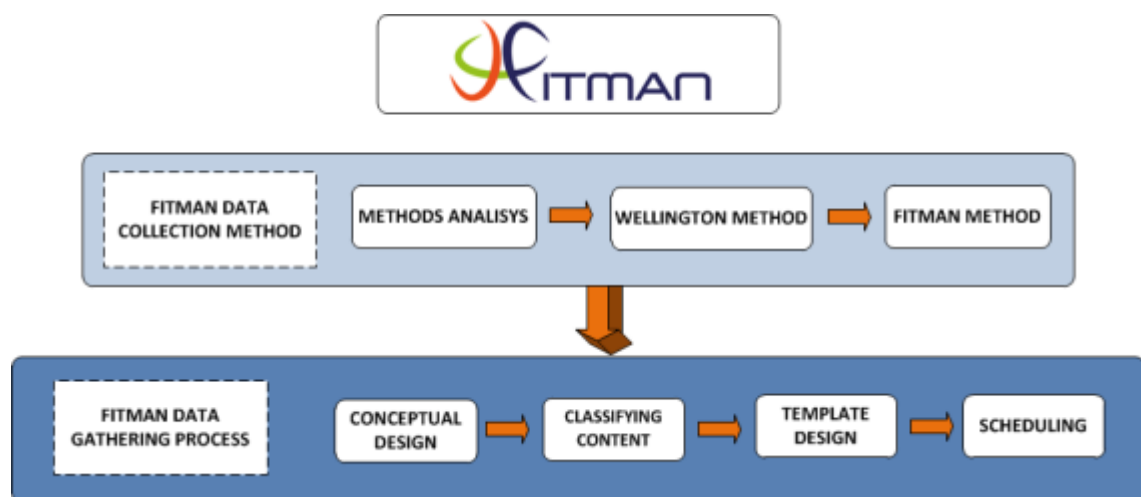 FITMAN
FITMAN DATA
COLLECTION METHOD
METHODS ANALISYS
WELLINGTON METHOD
FITMAN METHOD
FITMAN DATA
GATHERING PROCESS
CONCEPTUAL
DESIGN
CLASSIFYING
CONTENT
TEMPLATE
DESIGN
SCHEDULING